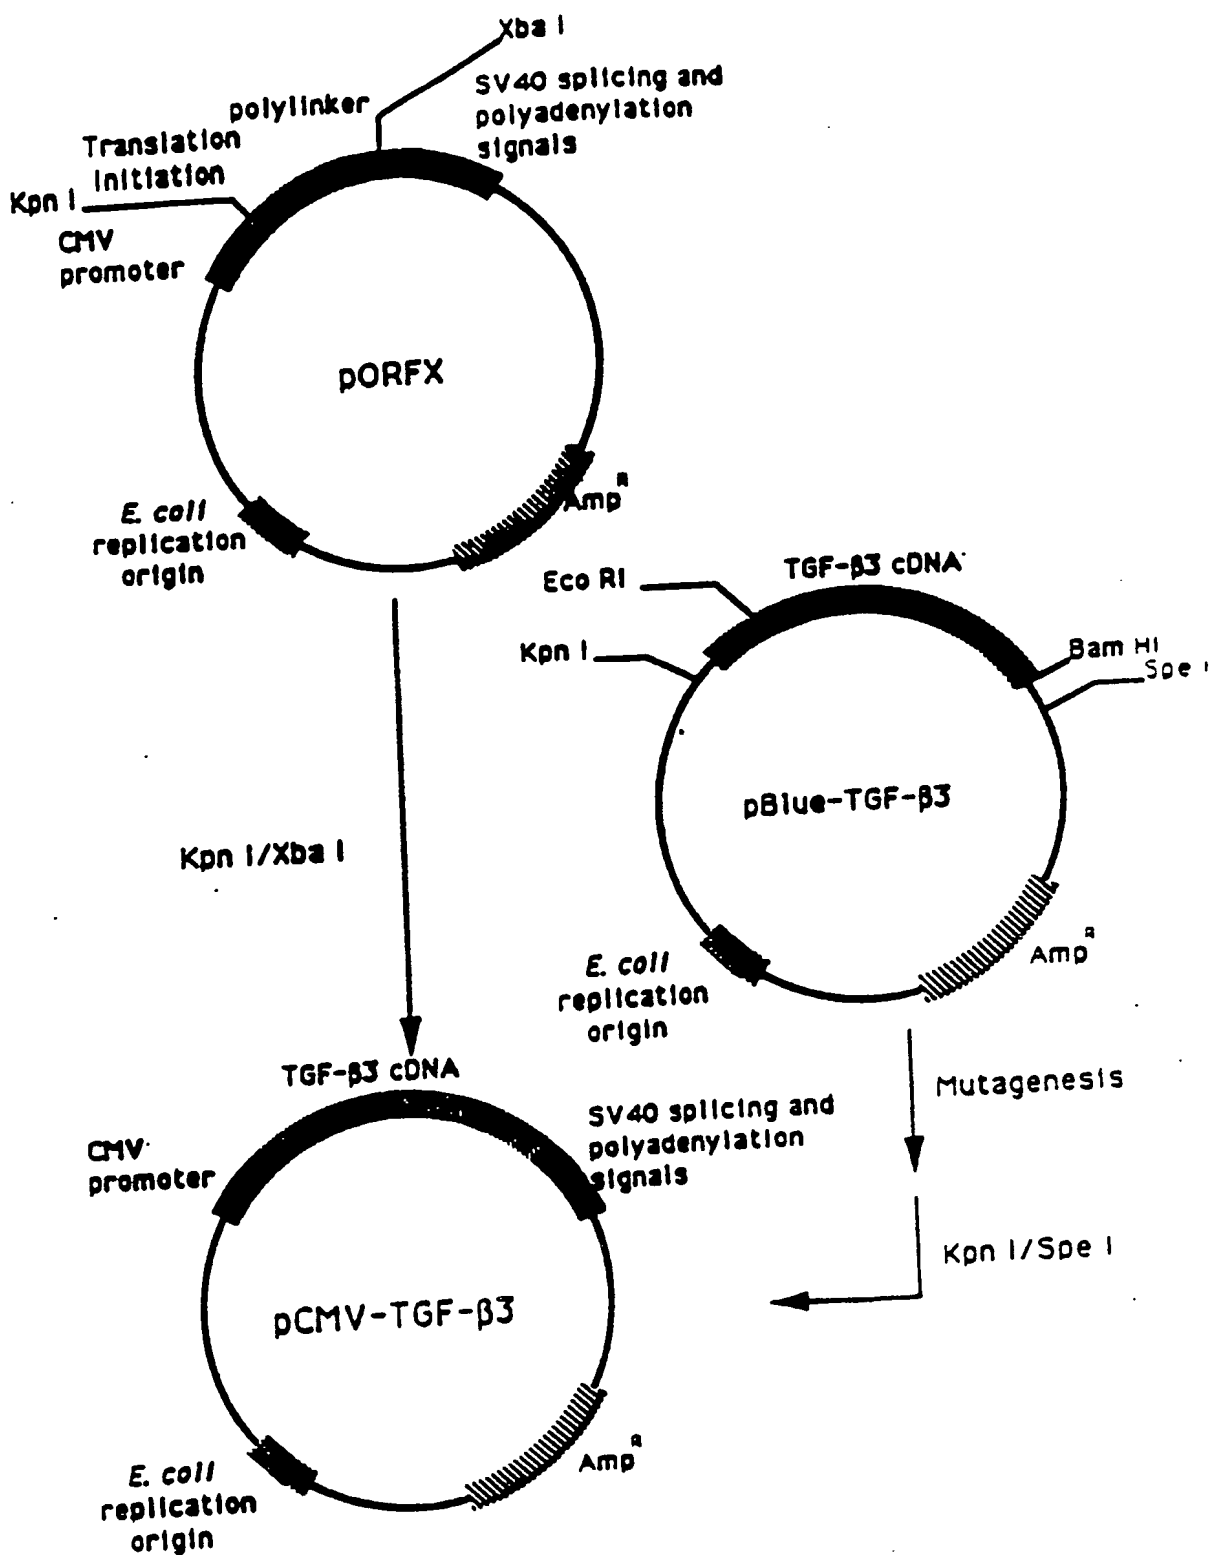 Xba I
SV40 splicing and
polyadenylation
signals
polylinker
Translation
Initiation
Kpn I
CMV
promoter
pORFX
E. coli
replication
origin
Amp R
Eco RI
TGF-β3 cDNA
Kpn I
Bam HI
Spe I
pBlue-TGF-β3
Kpn I/Xba I
E. coli
replication
origin
Amp R
TGF-β3 cDNA
Mutagenesis
SV40 splicing and
polyadenylation
signals
CMV
promoter
Kpn I/Spe I
pCMV-TGF-β3
Amp R
E. coli
replication
origin